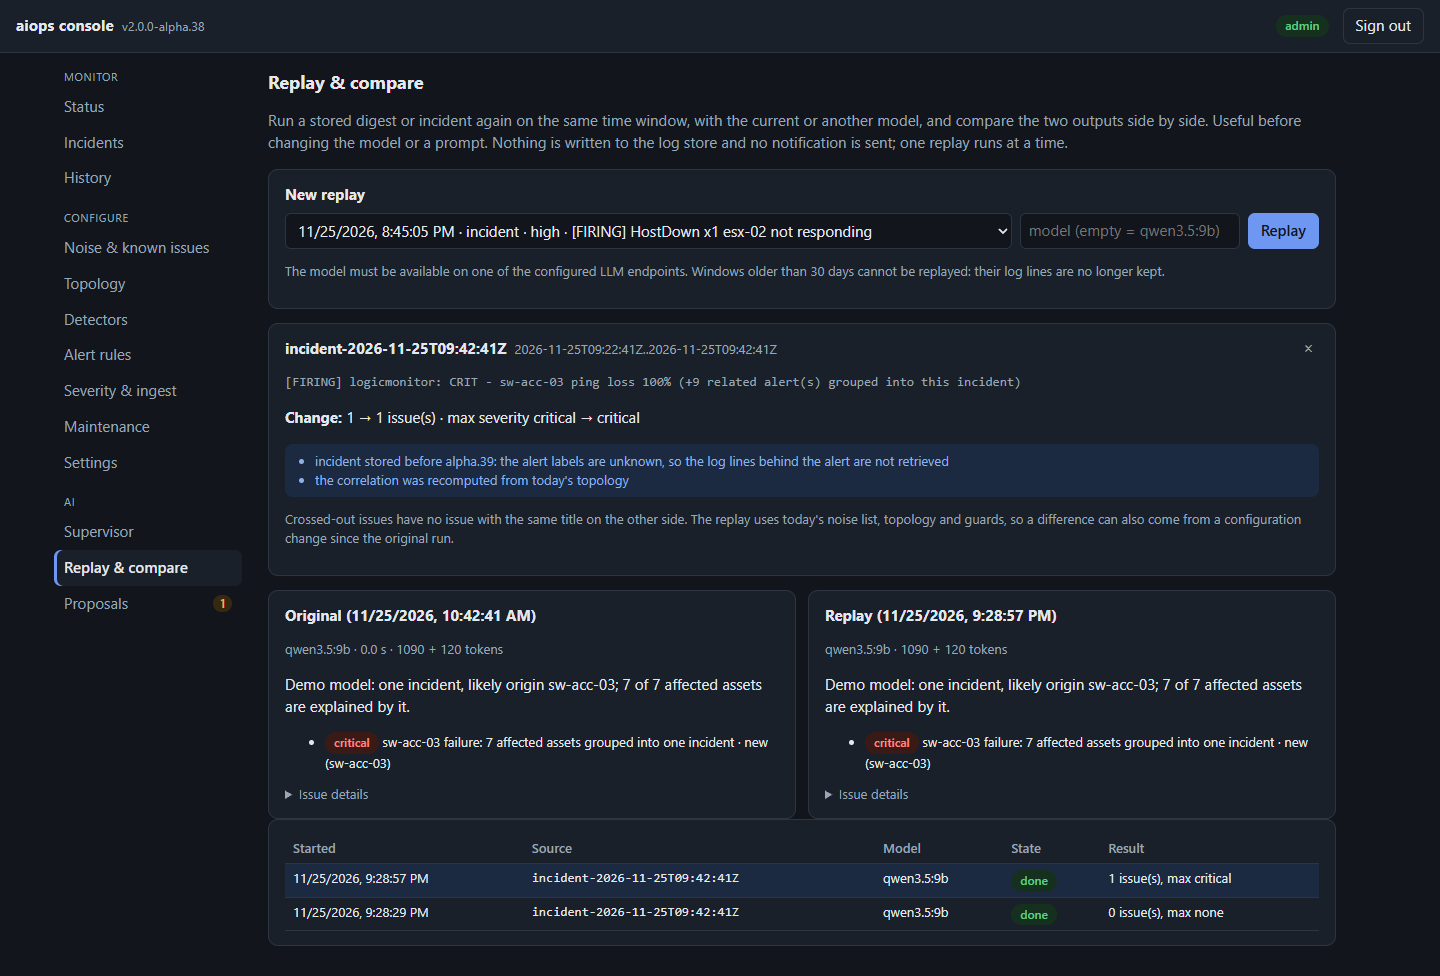 aiops console v2.0.0-alpha.38
admin
Sign out
MONITOR
Status
Incidents
History
CONFIGURE
Noise & known issues
Topology
Detectors
Alert rules
Severity & ingest
Maintenance
Settings
AI
Supervisor
Replay & compare
Proposals 1
Replay & compare
Run a stored digest or incident again on the same time window, with the current or another model, and compare the two outputs side by side. Useful before
changing the model or a prompt. Nothing is written to the log store and no notification is sent; one replay runs at a time.
New replay
11/25/2026, 8:45:05 PM · incident · high · [FIRING] HostDown x1 esx-02 not responding
model (empty = qwen3.5:9b)
Replay
The model must be available on one of the configured LLM endpoints. Windows older than 30 days cannot be replayed: their log lines are no longer kept.
incident-2026-11-25T09:42:41Z 2026-11-25T09:22:41Z..2026-11-25T09:42:41Z ×
[FIRING] logicmonitor: CRIT - sw-acc-03 ping loss 100% (+9 related alert(s) grouped into this incident)
Change: 1 → 1 issue(s) · max severity critical → critical
• incident stored before alpha.39: the alert labels are unknown, so the log lines behind the alert are not retrieved
• the correlation was recomputed from today's topology
Crossed-out issues have no issue with the same title on the other side. The replay uses today's noise list, topology and guards, so a difference can also come from a configuration
change since the original run.
Original (11/25/2026, 10:42:41 AM)
qwen3.5:9b · 0.0 s · 1090 + 120 tokens
Demo model: one incident, likely origin sw-acc-03; 7 of 7 affected assets
are explained by it.
• critical sw-acc-03 failure: 7 affected assets grouped into one incident · new
(sw-acc-03)
▶ Issue details
Replay (11/25/2026, 9:28:57 PM)
qwen3.5:9b · 1090 + 120 tokens
Demo model: one incident, likely origin sw-acc-03; 7 of 7 affected assets
are explained by it.
• critical sw-acc-03 failure: 7 affected assets grouped into one incident · new
(sw-acc-03)
▶ Issue details
Started Source Model State Result
11/25/2026, 9:28:57 PM incident-2026-11-25T09:42:41Z qwen3.5:9b done 1 issue(s), max critical
11/25/2026, 9:28:29 PM incident-2026-11-25T09:42:41Z qwen3.5:9b done 0 issue(s), max none